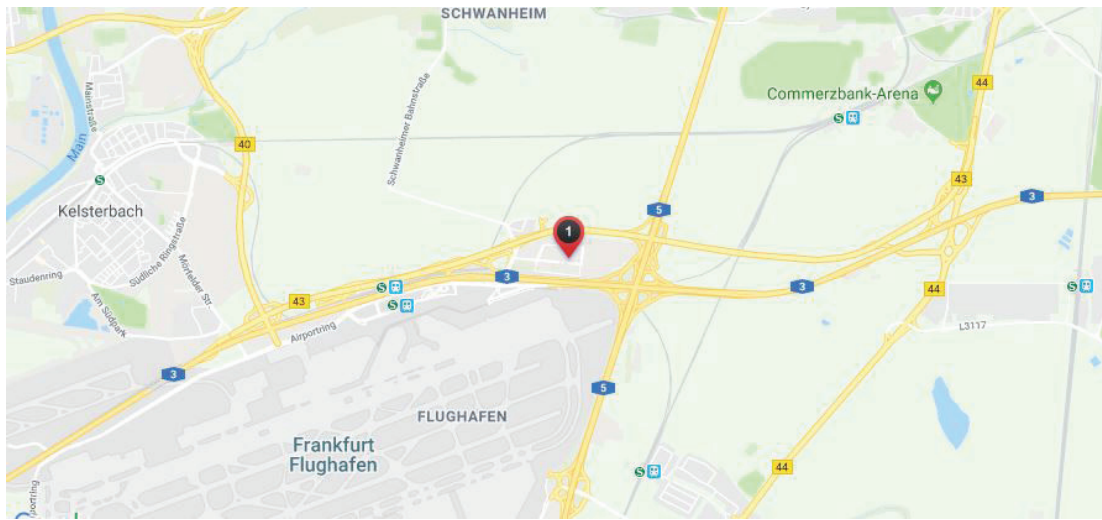 SCHWANHEIM
44
Commerzbank-Arena
S
Mainstraße
Main
Schwanheimer Bahnstraße
40
S
43
3
Kelsterbach
5
1
Südliche Ringstraße
Mörfelder Str.
Staudenring
3
S
3
S
44
43
S
Am Südpark
Airportring
L3117
3
5
FLUGHAFEN
Frankfurt
Flughafen
S
44